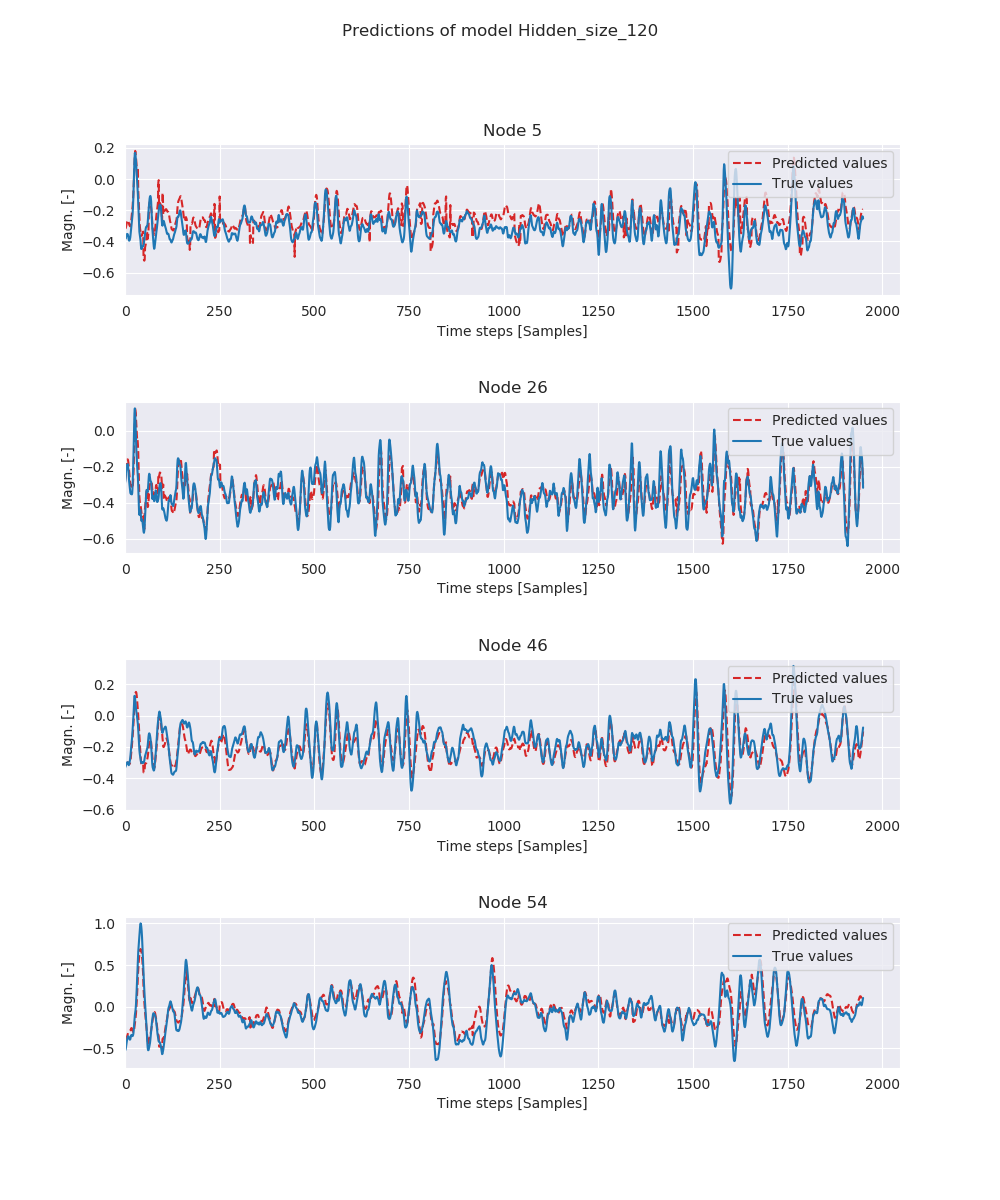 Predictions of model Hidden_size_120
Node 5
Magn. [-]
0.2
0.0
−0.2
−0.4
−0.6
Predicted values
True values
0 250 500 750 1000 1250 1500 1750 2000
Time steps [Samples]
Node 26
Magn. [-]
0.0
−0.2
−0.4
−0.6
Predicted values
True values
0 250 500 750 1000 1250 1500 1750 2000
Time steps [Samples]
Node 46
Magn. [-]
0.2
0.0
−0.2
−0.4
−0.6
Predicted values
True values
0 250 500 750 1000 1250 1500 1750 2000
Time steps [Samples]
Node 54
Magn. [-]
1.0
0.5
0.0
−0.5
Predicted values
True values
0 250 500 750 1000 1250 1500 1750 2000
Time steps [Samples]